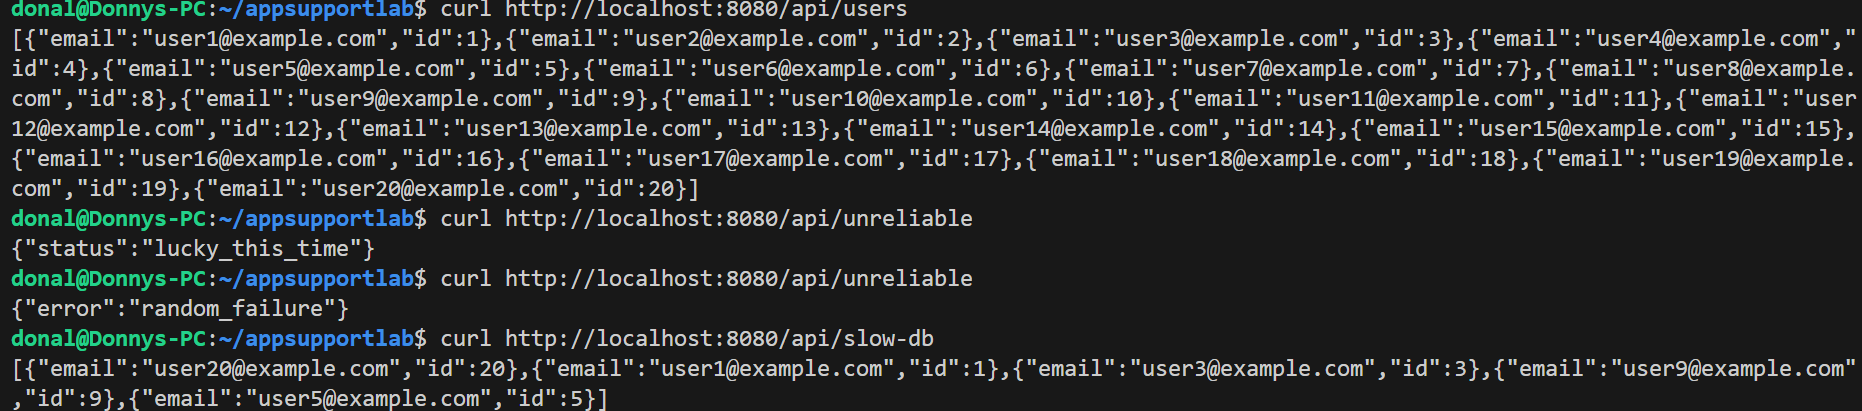 donal@Donnys-PC:~/appsupportlab$ curl http://localhost:8080/api/users
[{"email":"user1@example.com","id":1},{"email":"user2@example.com","id":2},{"email":"user3@example.com","id":3},{"email":"user4@example.com","
id":4},{"email":"user5@example.com","id":5},{"email":"user6@example.com","id":6},{"email":"user7@example.com","id":7},{"email":"user8@example.
com","id":8},{"email":"user9@example.com","id":9},{"email":"user10@example.com","id":10},{"email":"user11@example.com","id":11},{"email":"user
12@example.com","id":12},{"email":"user13@example.com","id":13},{"email":"user14@example.com","id":14},{"email":"user15@example.com","id":15},
{"email":"user16@example.com","id":16},{"email":"user17@example.com","id":17},{"email":"user18@example.com","id":18},{"email":"user19@example.
com","id":19},{"email":"user20@example.com","id":20}]
donal@Donnys-PC:~/appsupportlab$ curl http://localhost:8080/api/unreliable
{"status":"lucky_this_time"}
donal@Donnys-PC:~/appsupportlab$ curl http://localhost:8080/api/unreliable
{"error":"random_failure"}
donal@Donnys-PC:~/appsupportlab$ curl http://localhost:8080/api/slow-db
[{"email":"user20@example.com","id":20},{"email":"user1@example.com","id":1},{"email":"user3@example.com","id":3},{"email":"user9@example.com"
,"id":9},{"email":"user5@example.com","id":5}]